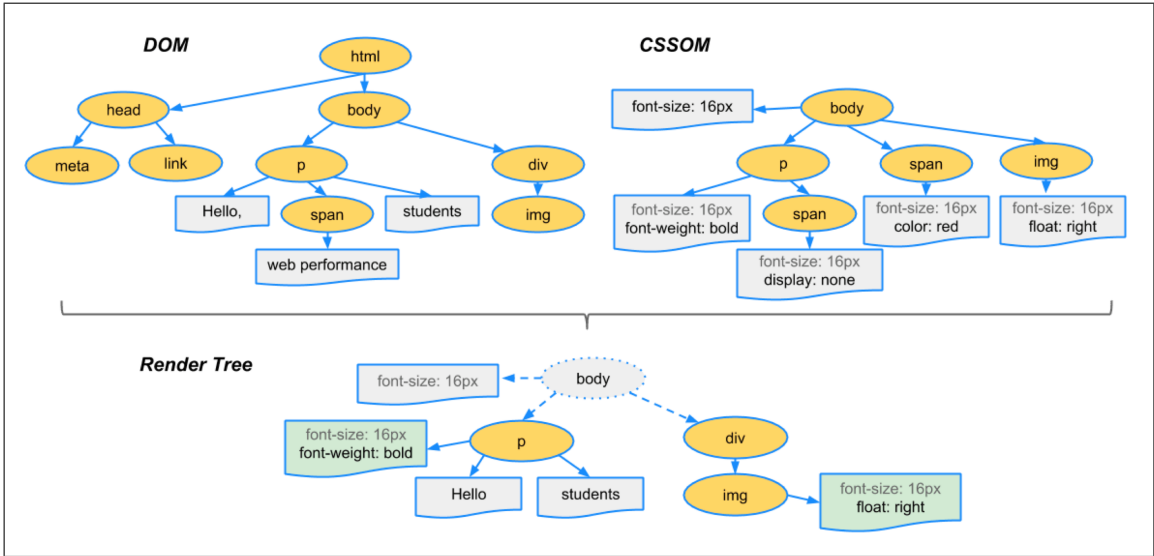 DOM
CSSOM
html
head
body
meta
link
p
div
Hello,
span
students
img
web performance
font-size: 16px
body
p
span
img
font-size: 16px
font-weight: bold
span
font-size: 16px
color: red
font-size: 16px
float: right
font-size: 16px
display: none
Render Tree
font-size: 16px
body
font-size: 16px
font-weight: bold
p
div
Hello
students
img
font-size: 16px
float: right